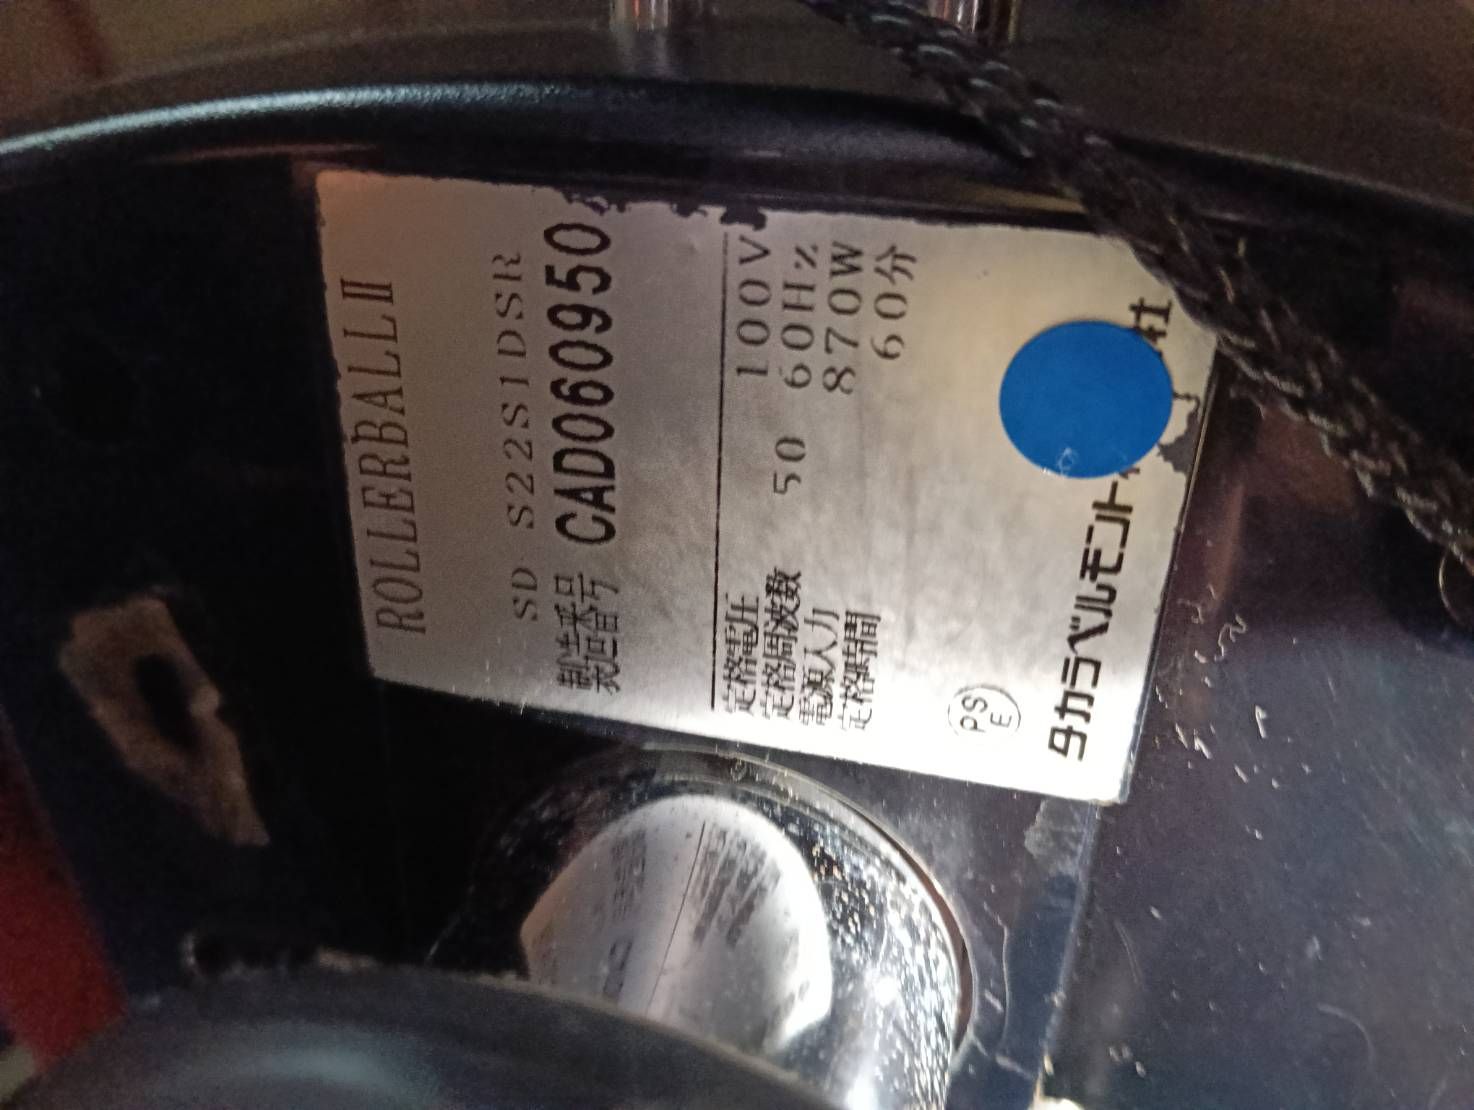 ROLLERBALLⅡ
SD S22S1DSR
製造番号 CAD060950
定格電圧 100V
定格周波数 50 60Hz
電源入力 870W
定格時間 60分
PS
E
タカラベルモント 社